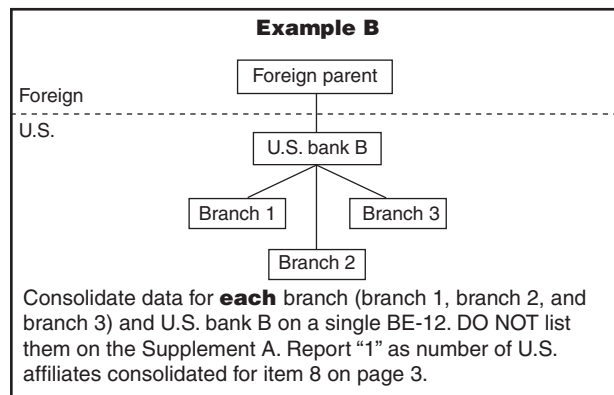 Example B
Foreign parent
Foreign
U.S.
U.S. bank B
Branch 1
Branch 3
Branch 2
Consolidate data for each branch (branch 1, branch 2, and
branch 3) and U.S. bank B on a single BE-12. DO NOT list
them on the Supplement A. Report “1” as number of U.S.
affiliates consolidated for item 8 on page 3.